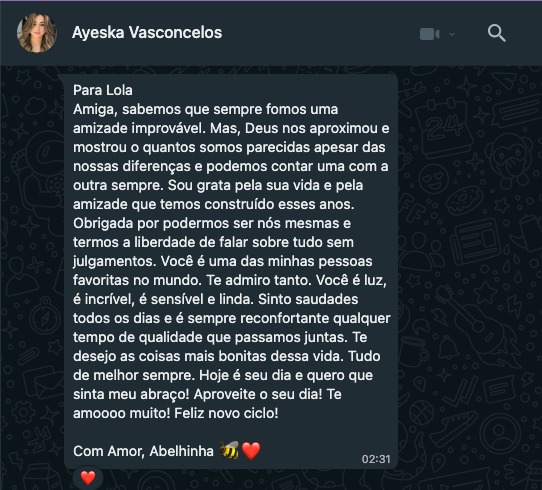 Ayeska Vasconcelos
Para Lola
Amiga, sabemos que sempre fomos uma
amizade improvável. Mas, Deus nos aproximou e
mostrou o quantos somos parecidas apesar das
nossas diferenças e podemos contar uma com a
outra sempre. Sou grata pela sua vida e pela
amizade que temos construído esses anos.
Obrigada por podermos ser nós mesmas e
termos a liberdade de falar sobre tudo sem
julgamentos. Você é uma das minhas pessoas
favoritas no mundo. Te admiro tanto. Você é luz,
é incrível, é sensível e linda. Sinto saudades
todos os dias e é sempre reconfortante qualquer
tempo de qualidade que passamos juntas. Te
desejo as coisas mais bonitas dessa vida. Tudo
de melhor sempre. Hoje é seu dia e quero que
sinta meu abraço! Aproveite o seu dia! Te
amoooo muito! Feliz novo ciclo!
Com Amor, Abelhinha 🐝❤️
02:31